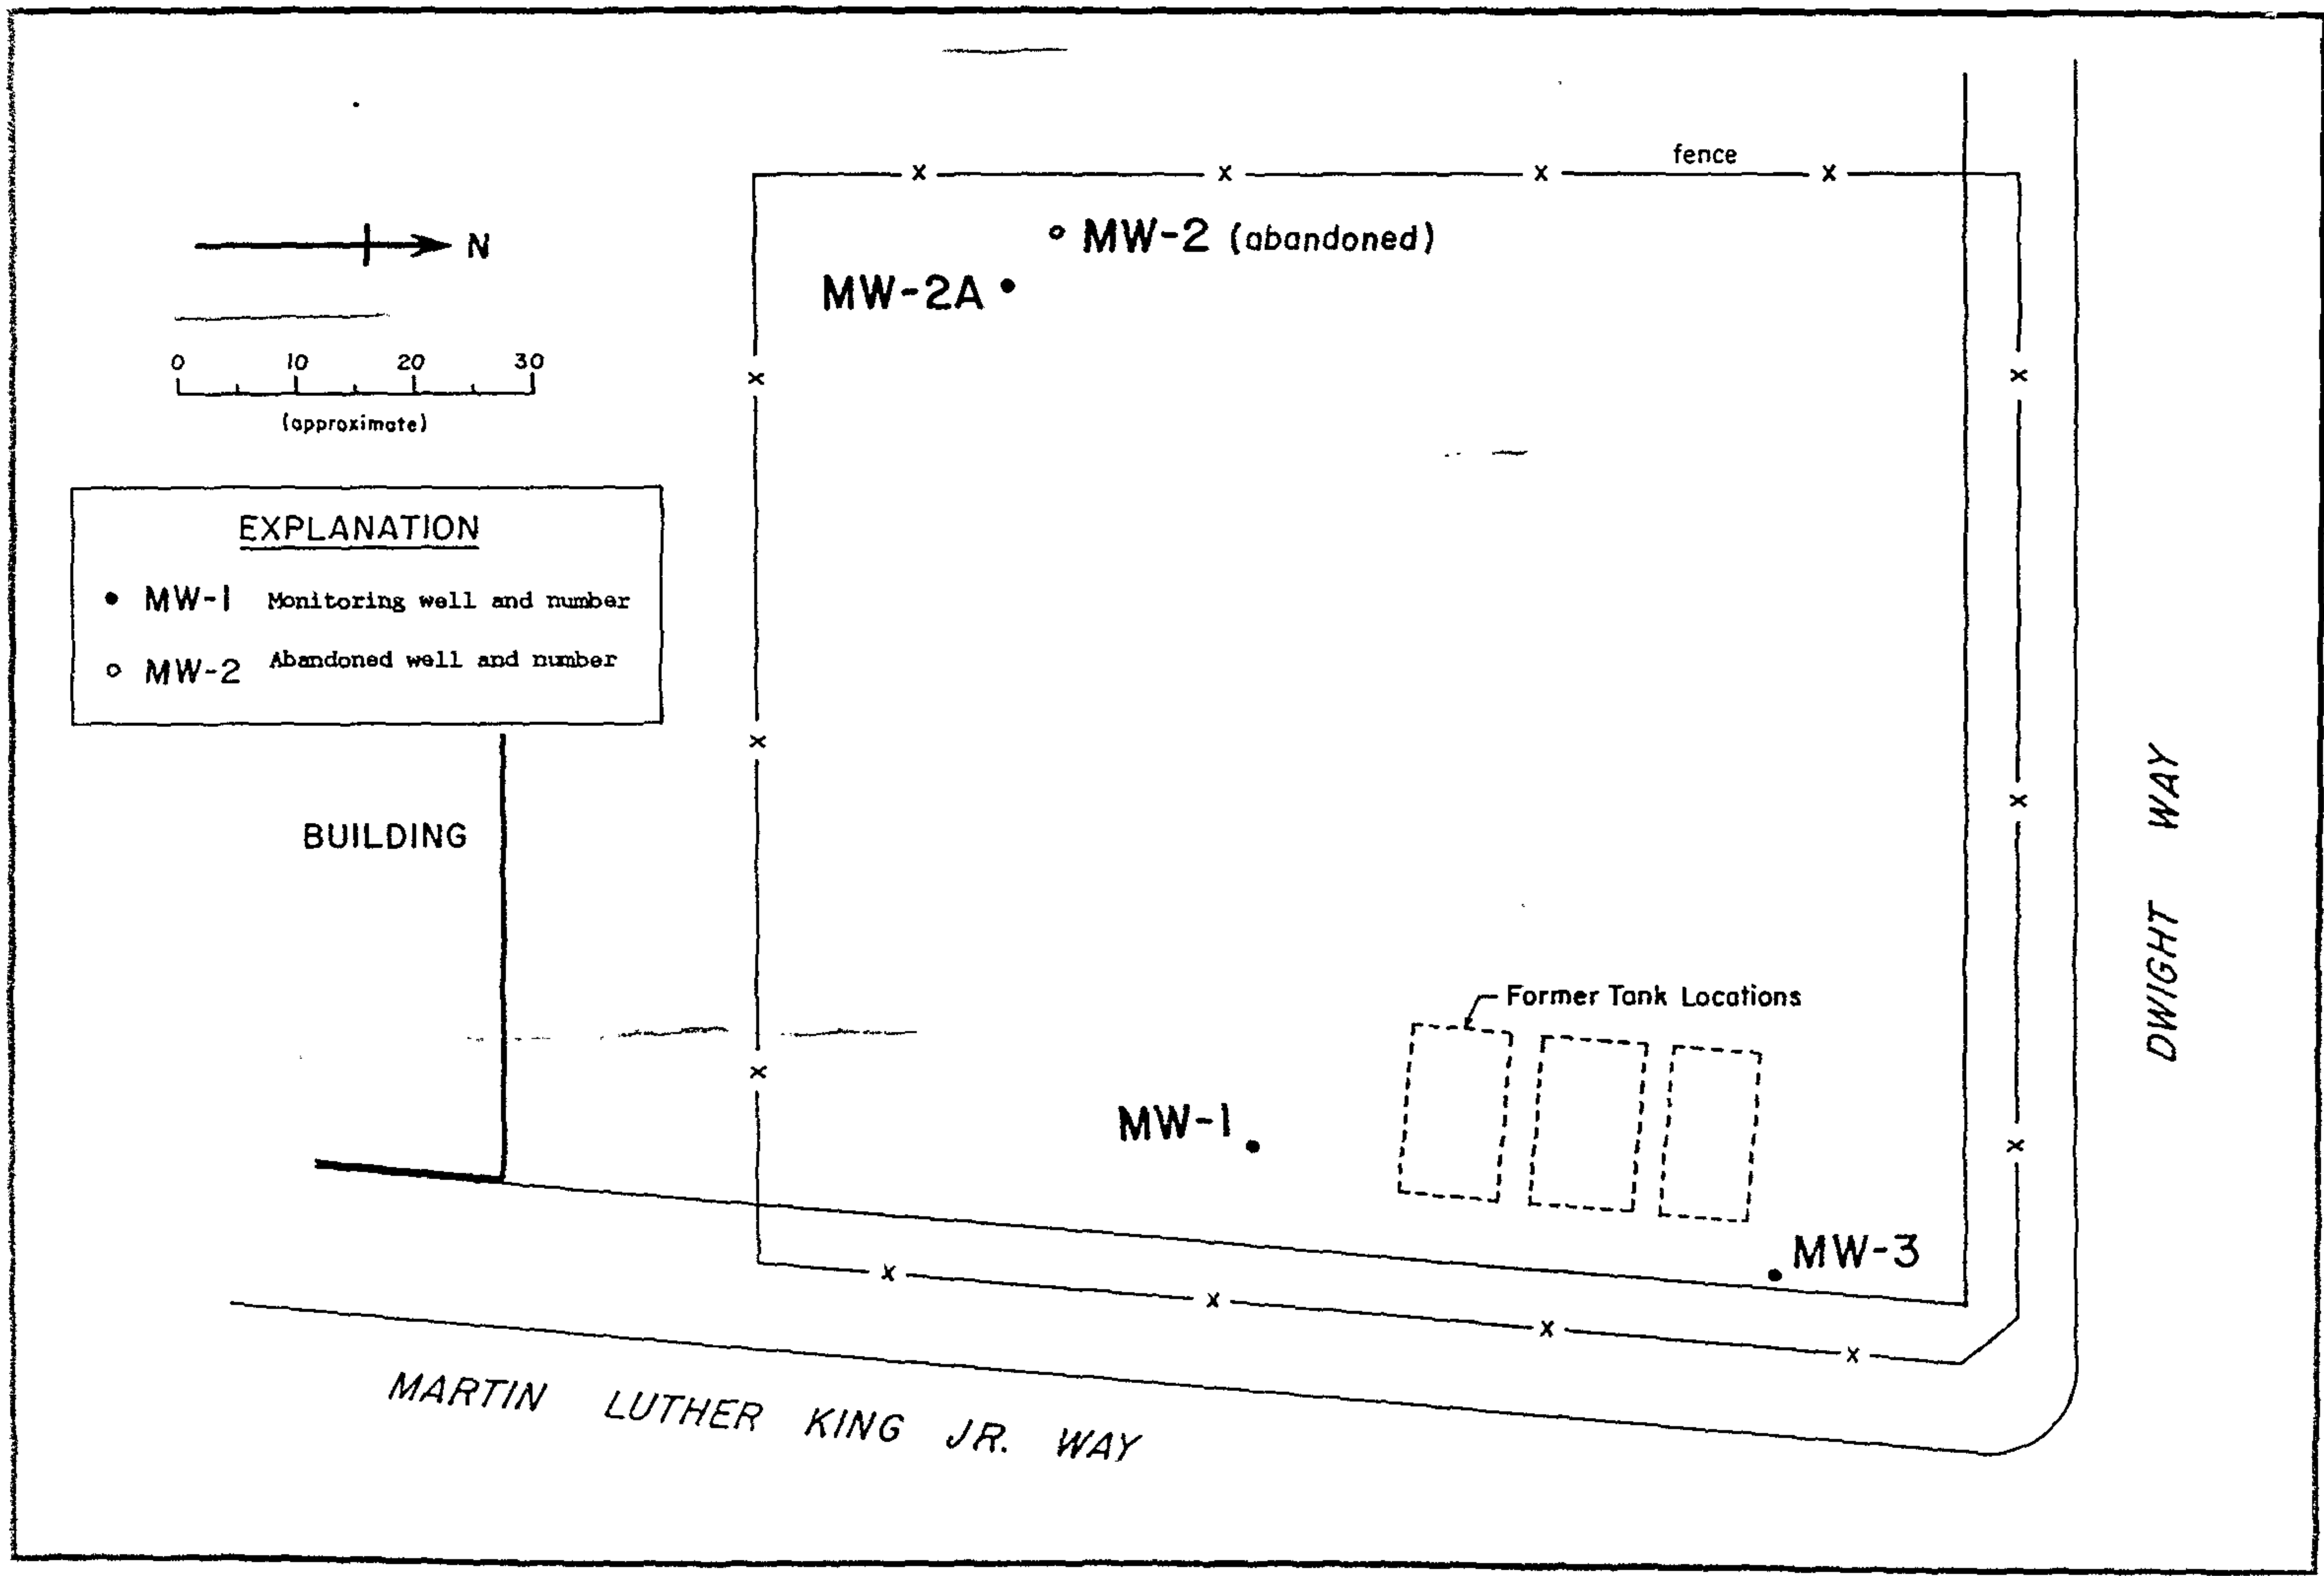 fence
MW-2 (abandoned)
MW-2A
N
0 10 20 30
(approximate)
EXPLANATION
MW-1 Monitoring well and number
MW-2 Abandoned well and number
BUILDING
DWIGHT WAY
Former Tank Locations
MW-1
MW-3
MARTIN LUTHER KING JR. WAY